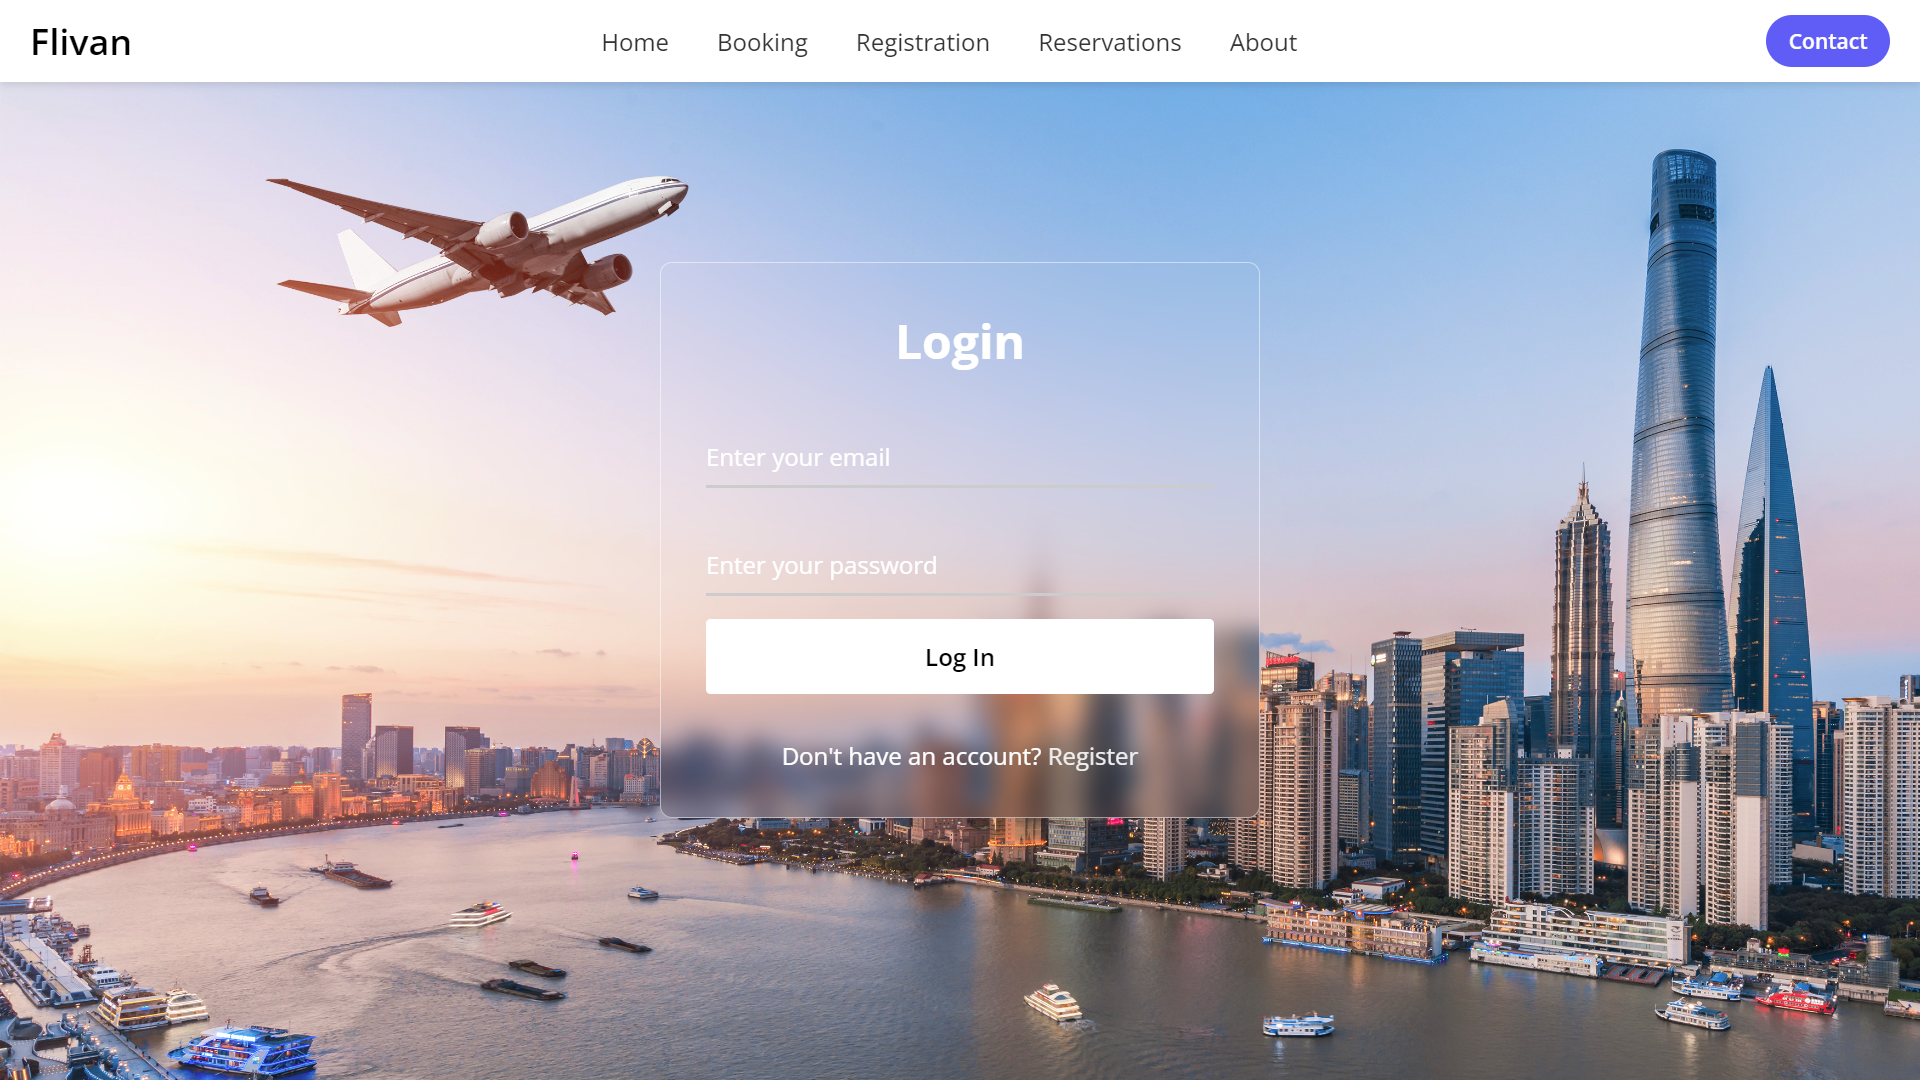 Flivan
Home Booking Registration Reservations About
Contact
Login
Enter your email
Enter your password
Log In
Don't have an account? Register